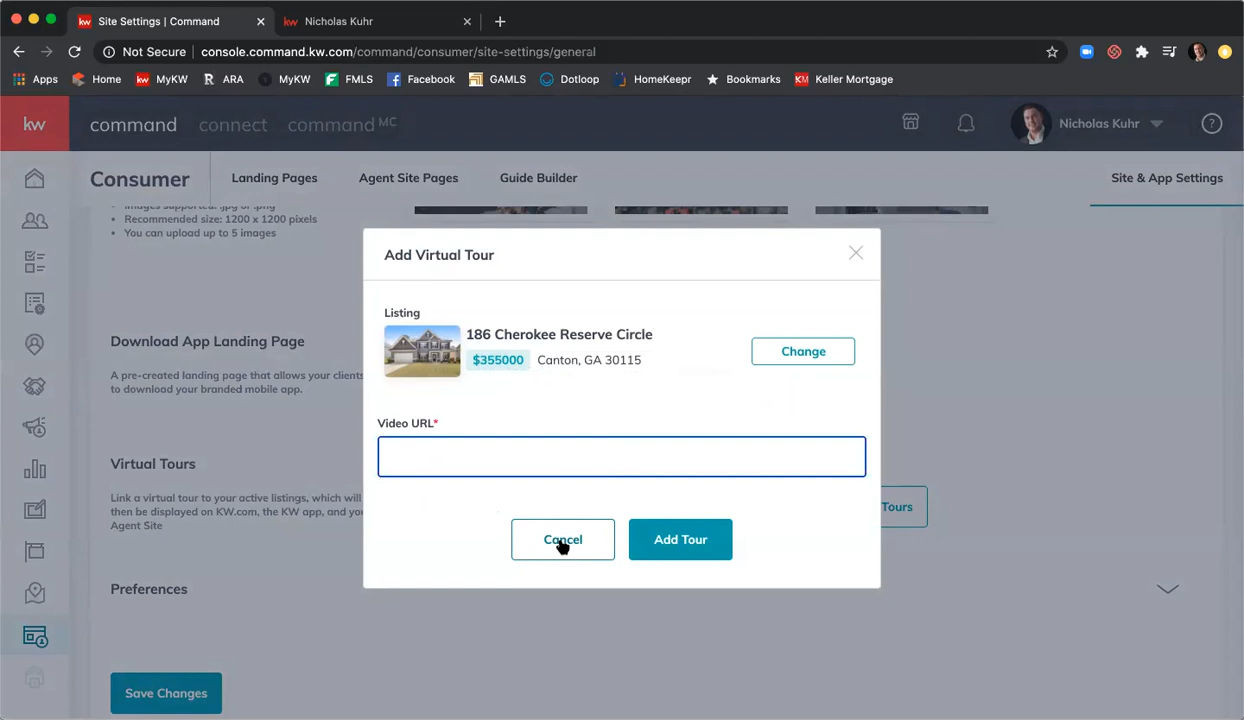 Site Settings | Command
Nicholas Kuhr
Not Secure
console.command.kw.com/command/consumer/site-settings/general
Apps
Home
MyKW
ARA
MyKW
FMLS
Facebook
GAMLS
Dotloop
HomeKeepr
Bookmarks
Keller Mortgage
kw
command
connect
command MC
Nicholas Kuhr
Consumer
Landing Pages
Agent Site Pages
Guide Builder
Site & App Settings
Images supported: .jpg or .png
Recommended size: 1200 x 1200 pixels
You can upload up to 5 images
Add Virtual Tour
Listing
186 Cherokee Reserve Circle
$355000
Canton, GA 30115
Change
Download App Landing Page
A pre-created landing page that allows your clients
to download your branded mobile app.
Video URL*
Virtual Tours
Link a virtual tour to your active listings, which will
then be displayed on KW.com, the KW app, and you
Agent Site
Tours
Cancel
Add Tour
Preferences
Save Changes